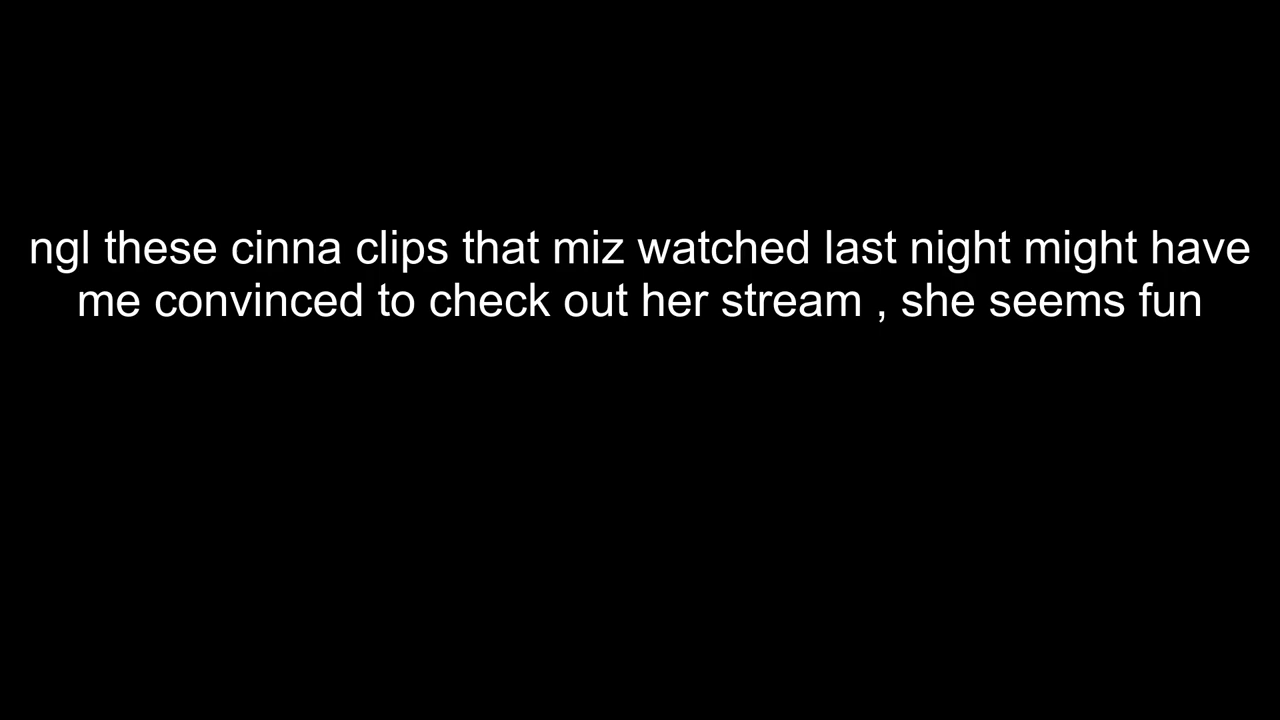 ngl these cinna clips that miz watched last night might have
me convinced to check out her stream , she seems fun